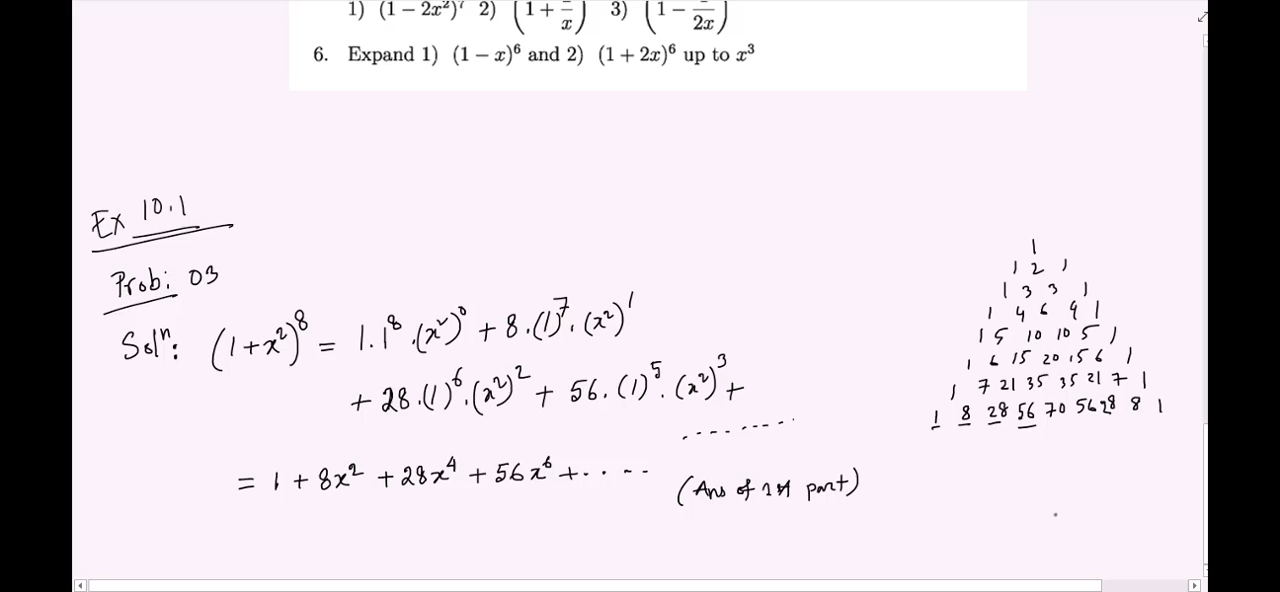 1) (1 − 2x²)⁷ 2) (1 + —/x) 3) (1 − —/2x)
6. Expand 1) (1 − x)⁶ and 2) (1 + 2x)⁶ up to x³
Ex 10.1
Prob: 03
Solⁿ: (1+x²)⁸ = 1.1⁸.(x²)⁰ + 8.(1)⁷.(x²)¹
+ 28.(1)⁶.(x²)² + 56.(1)⁵.(x²)³ +
.........
= 1 + 8x² + 28x⁴ + 56x⁶ + .....
(Ans of 1st part)
1
1 2 1
1 3 3 1
1 4 6 4 1
1 5 10 10 5 1
1 6 15 20 15 6 1
1 7 21 35 35 21 7 1
1 8 28 56 70 56 28 8 1